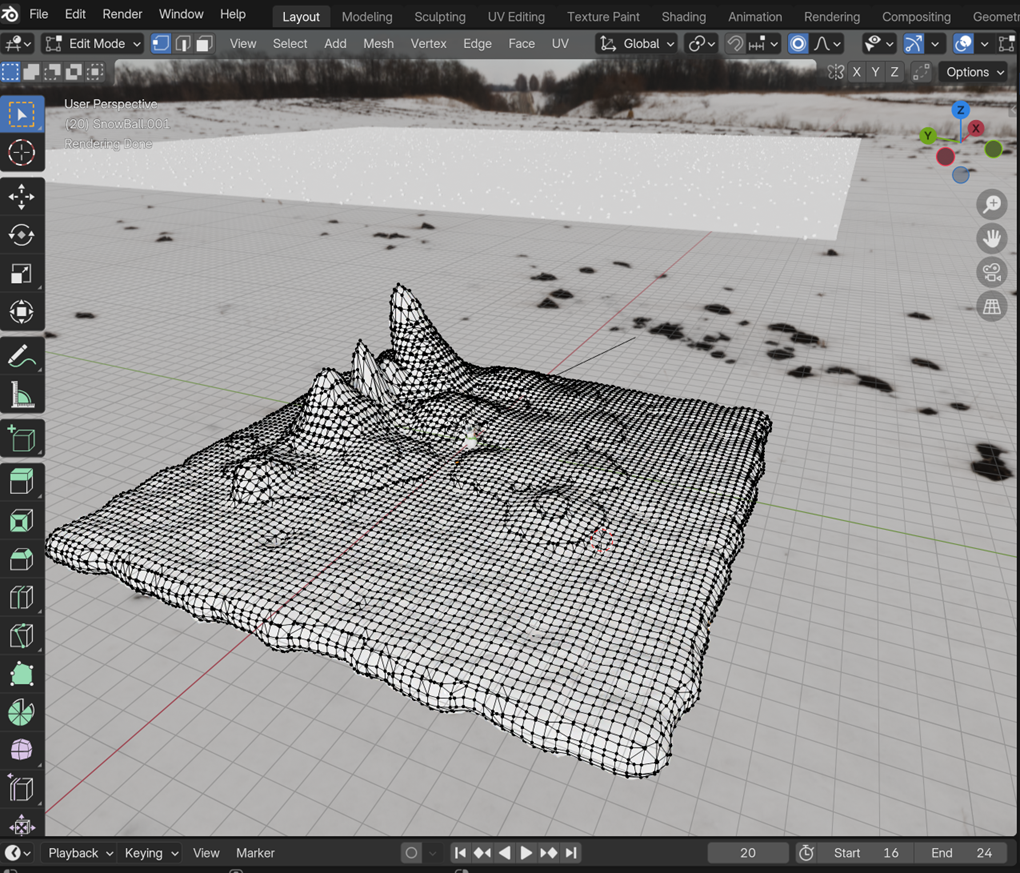 File Edit Render Window Help Layout Modeling Sculpting UV Editing Texture Paint Shading Animation Rendering Compositing Geomet
Edit Mode View Select Add Mesh Vertex Edge Face UV Global
X Y Z Options
User Perspective
(20) SnowBall.001
Rendering Done
Z
X
Y
Playback Keying View Marker 20 Start 16 End 24